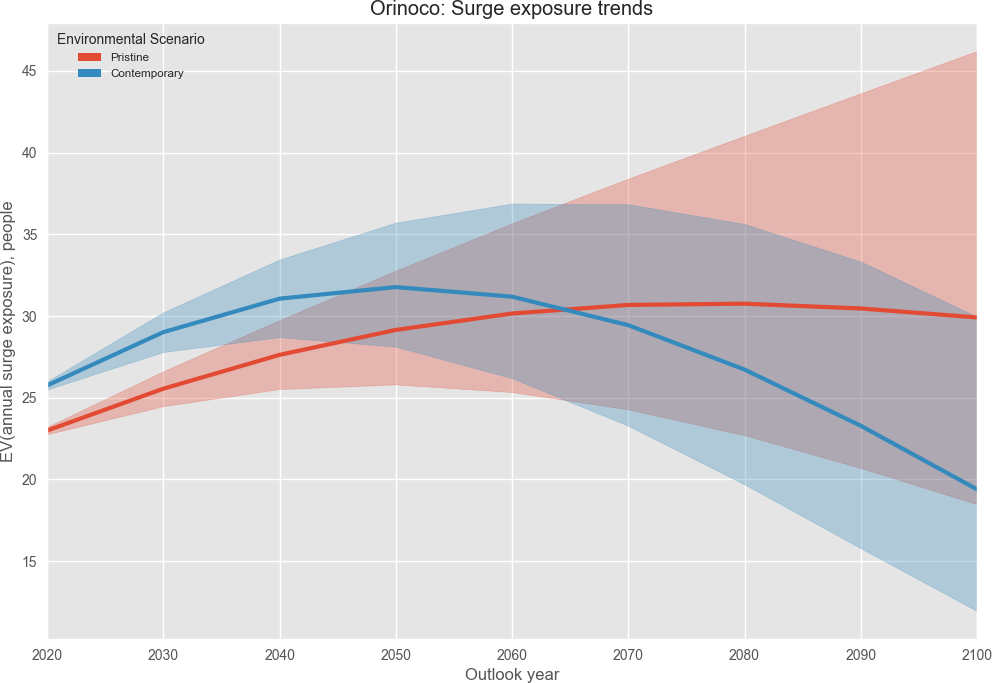 Orinoco: Surge exposure trends
Environmental Scenario
Pristine
Contemporary
EV(annual surge exposure), people
45
40
35
30
25
20
15
2020 2030 2040 2050 2060 2070 2080 2090 2100
Outlook year